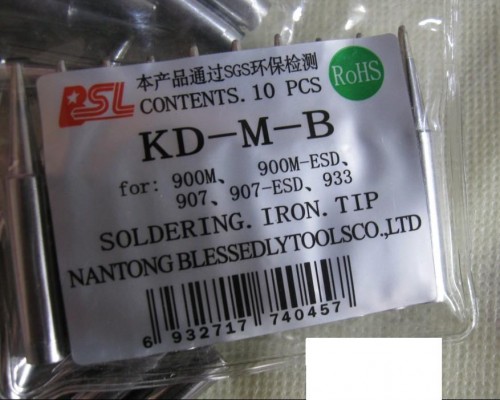 BSL
本产品通过SGS环保检测
CONTENTS. 10 PCS
RoHS
KD-M-B
for: 900M、 900M-ESD、
907、907-ESD、933
SOLDERING. IRON. TIP
NANTONG BLESSEDLYTOOLSCO.,LTD
6 932717 740457